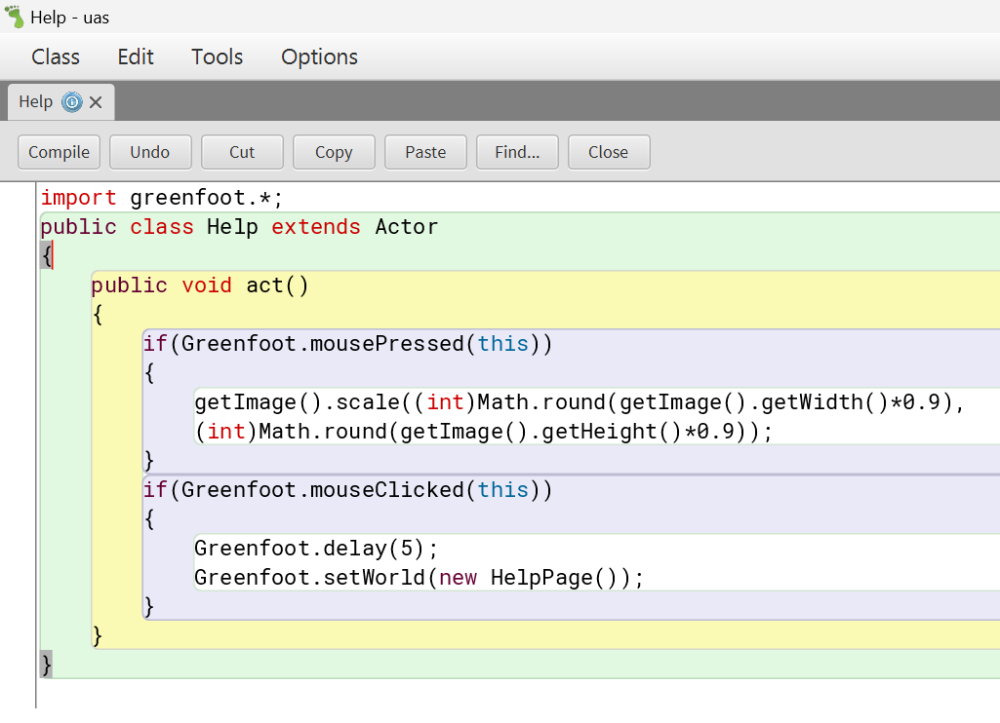 Help - uas
Class Edit Tools Options
Help
Compile Undo Cut Copy Paste Find... Close
import greenfoot.*;
public class Help extends Actor
{
    public void act()
    {
        if(Greenfoot.mousePressed(this))
        {
            getImage().scale((int)Math.round(getImage().getWidth()*0.9),
            (int)Math.round(getImage().getHeight()*0.9));
        }
        if(Greenfoot.mouseClicked(this))
        {
            Greenfoot.delay(5);
            Greenfoot.setWorld(new HelpPage());
        }
    }
}